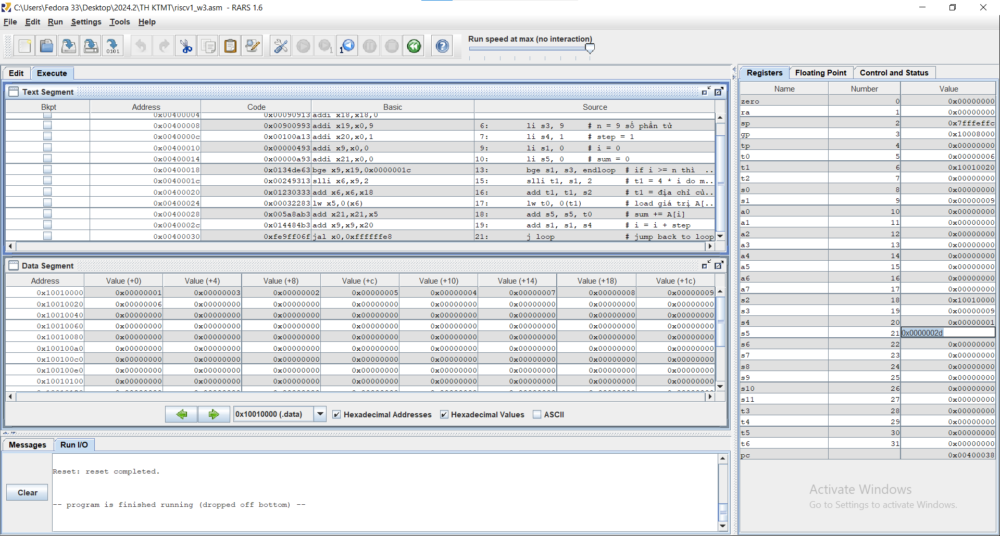 C:\Users\Fedora 33\Desktop\2024.2\TH KTMT\riscv1_w3.asm - RARS 1.6
File Edit Run Settings Tools Help
Run speed at max (no interaction)
Edit Execute
Text Segment
Bkpt Address Code Basic Source
0x00400004 0x00090913 addi x18,x18,0
0x00400008 0x00900993 addi x19,x0,9 6: li s3, 9 # n = 9 số phần tử
0x0040000c 0x00100a13 addi x20,x0,1 7: li s4, 1 # step = 1
0x00400010 0x00000493 addi x9,x0,0 9: li s1, 0 # i = 0
0x00400014 0x00000a93 addi x21,x0,0 10: li s5, 0 # sum = 0
0x00400018 0x0134de63 bge x9,x19,0x0000001c 13: bge s1, s3, endloop # if i >= n thì ..
0x0040001c 0x00249313 slli x6,x9,2 15: slli t1, s1, 2 # t1 = 4 * i do m..
0x00400020 0x01230333 add x6,x6,x18 16: add t1, t1, s2 # t1 = địa chỉ củ..
0x00400024 0x00032283 lw x5,0(x6) 17: lw t0, 0(t1) # load giá trị A[..
0x00400028 0x005a8ab3 add x21,x21,x5 18: add s5, s5, t0 # sum += A[i]
0x0040002c 0x014484b3 add x9,x9,x20 19: add s1, s1, s4 # i = i + step
0x00400030 0xfe9ff06f jal x0,0xffffffe8 21: j loop # jump back to loop
Data Segment
Address Value (+0) Value (+4) Value (+8) Value (+c) Value (+10) Value (+14) Value (+18) Value (+1c)
0x10010000 0x00000001 0x00000003 0x00000002 0x00000005 0x00000004 0x00000007 0x00000008 0x00000009
0x10010020 0x00000006 0x00000000 0x00000000 0x00000000 0x00000000 0x00000000 0x00000000 0x00000000
0x10010040 0x00000000 0x00000000 0x00000000 0x00000000 0x00000000 0x00000000 0x00000000 0x00000000
0x10010060 0x00000000 0x00000000 0x00000000 0x00000000 0x00000000 0x00000000 0x00000000 0x00000000
0x10010080 0x00000000 0x00000000 0x00000000 0x00000000 0x00000000 0x00000000 0x00000000 0x00000000
0x100100a0 0x00000000 0x00000000 0x00000000 0x00000000 0x00000000 0x00000000 0x00000000 0x00000000
0x100100c0 0x00000000 0x00000000 0x00000000 0x00000000 0x00000000 0x00000000 0x00000000 0x00000000
0x100100e0 0x00000000 0x00000000 0x00000000 0x00000000 0x00000000 0x00000000 0x00000000 0x00000000
0x10010100 0x00000000 0x00000000 0x00000000 0x00000000 0x00000000 0x00000000 0x00000000 0x00000000
0x10010000 (.data) Hexadecimal Addresses Hexadecimal Values ASCII
Messages Run I/O
Clear
Reset: reset completed.
-- program is finished running (dropped off bottom) --
Registers Floating Point Control and Status
Name Number Value
zero 0 0x00000000
ra 1 0x00000000
sp 2 0x7fffeffc
gp 3 0x10008000
tp 4 0x00000000
t0 5 0x00000006
t1 6 0x10010020
t2 7 0x00000000
s0 8 0x00000000
s1 9 0x00000009
a0 10 0x00000000
a1 11 0x00000000
a2 12 0x00000000
a3 13 0x00000000
a4 14 0x00000000
a5 15 0x00000000
a6 16 0x00000000
a7 17 0x00000000
s2 18 0x10010000
s3 19 0x00000009
s4 20 0x00000001
s5 21 0x0000002d
s6 22 0x00000000
s7 23 0x00000000
s8 24 0x00000000
s9 25 0x00000000
s10 26 0x00000000
s11 27 0x00000000
t3 28 0x00000000
t4 29 0x00000000
t5 30 0x00000000
t6 31 0x00000000
pc 0x00400038
Activate Windows
Go to Settings to activate Windows.